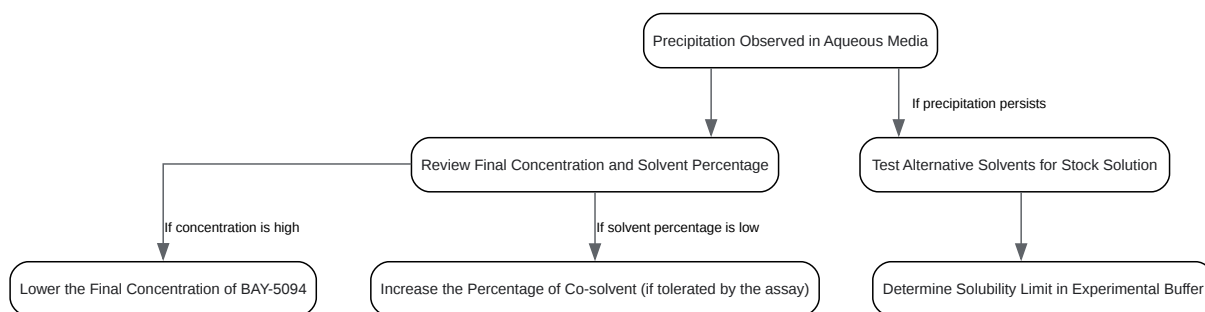 Precipitation Observed in Aqueous Media
If precipitation persists
Review Final Concentration and Solvent Percentage
Test Alternative Solvents for Stock Solution
If concentration is high
If solvent percentage is low
Lower the Final Concentration of BAY-5094
Increase the Percentage of Co-solvent (if tolerated by the assay)
Determine Solubility Limit in Experimental Buffer